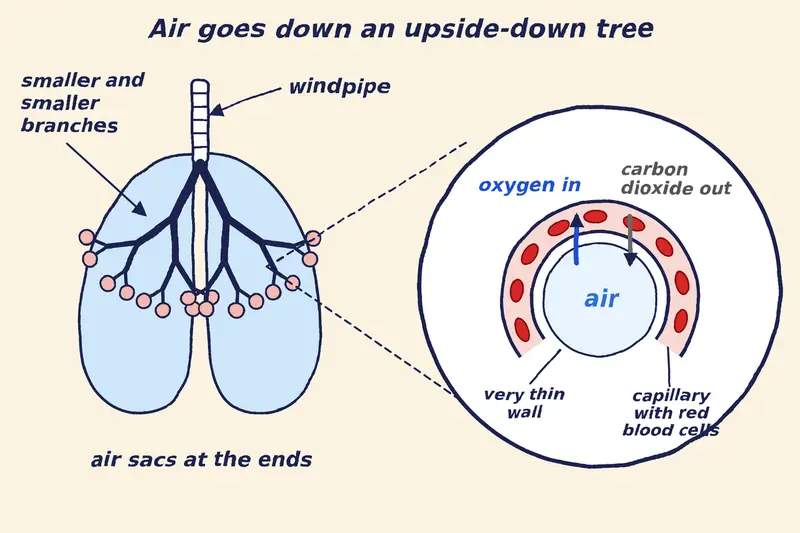 Air goes down an upside-down tree
smaller and
smaller
branches
windpipe
oxygen in
carbon
dioxide out
air
very thin
wall
capillary
with red
blood cells
air sacs at the ends